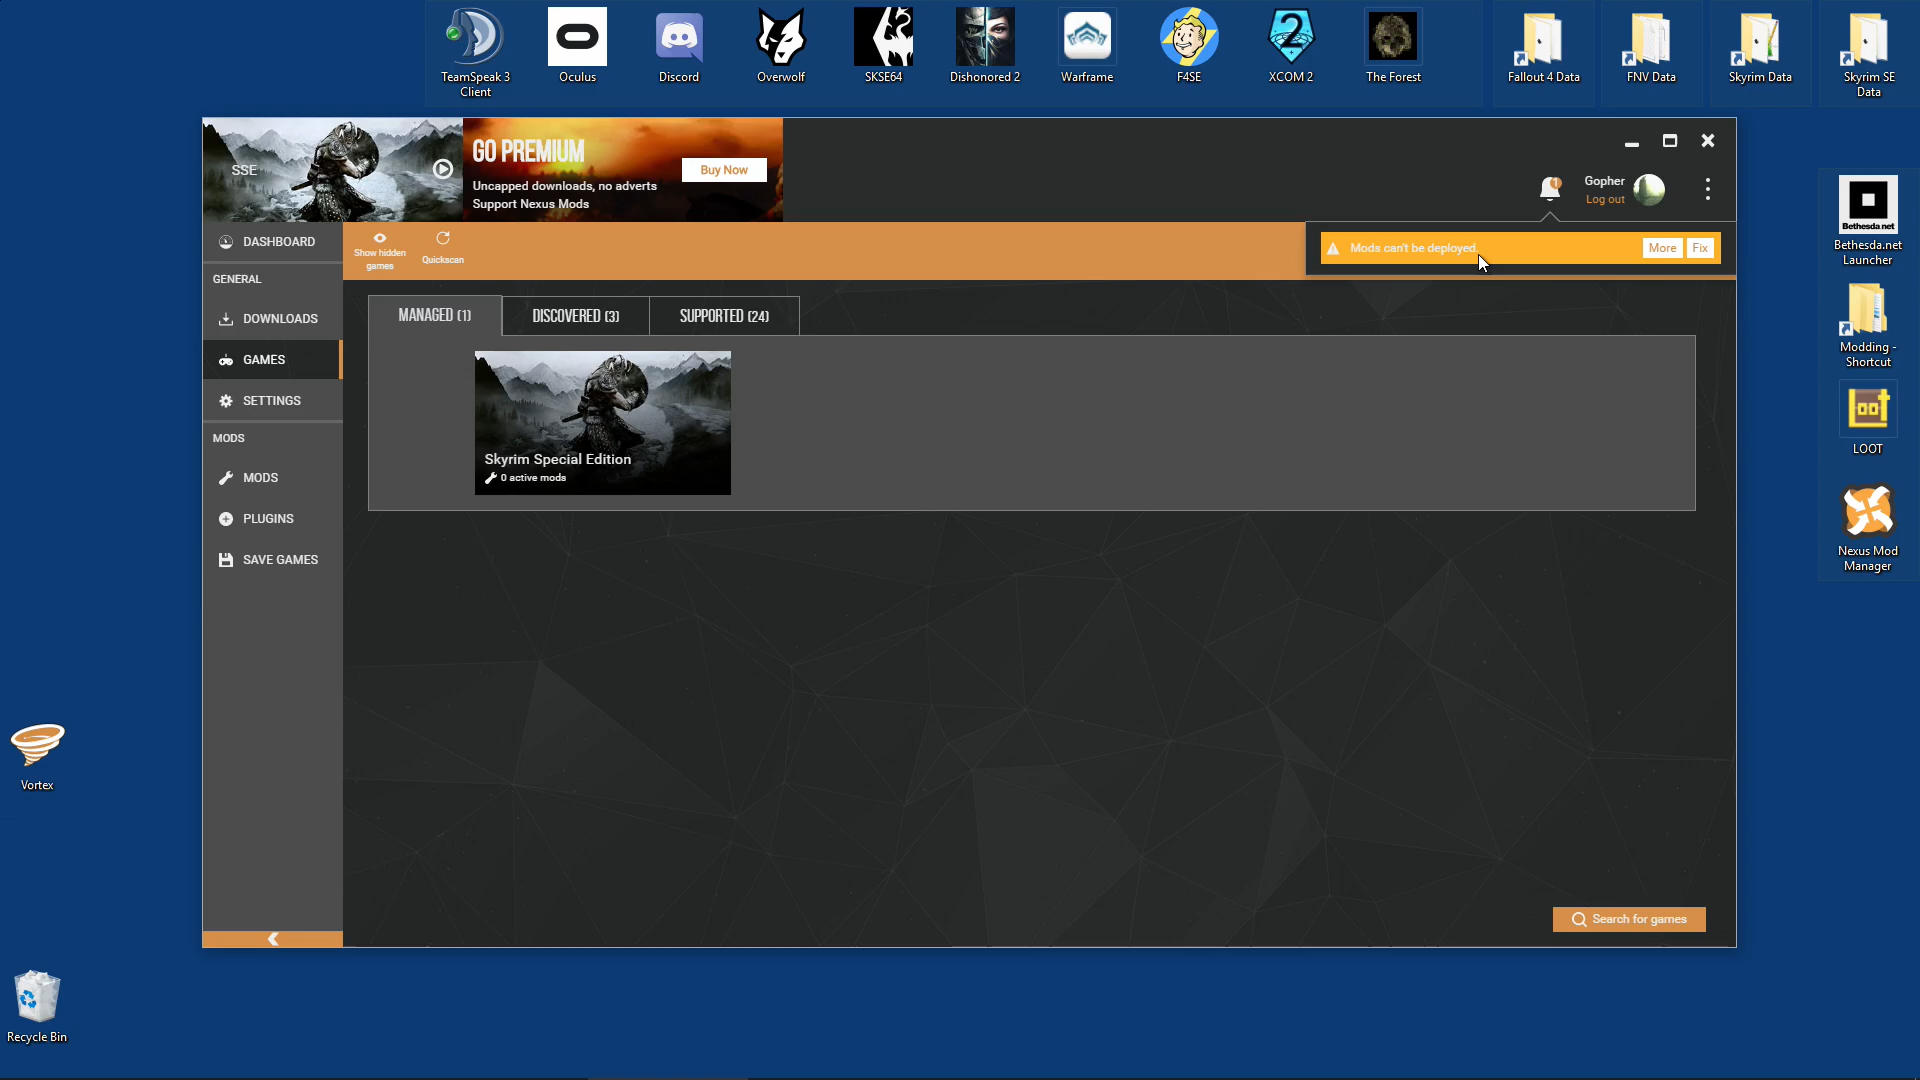 TeamSpeak 3
Client
Oculus
Discord
Overwolf
SKSE64
Dishonored 2
Warframe
F4SE
XCOM 2
The Forest
Fallout 4 Data
FNV Data
Skyrim Data
Skyrim SE
Data
SSE
GO PREMIUM
Uncapped downloads, no adverts
Support Nexus Mods
Buy Now
1
Gopher
Log out
Bethesda.net
Bethesda.net
Launcher
Modding -
Shortcut
LOOT
Nexus Mod
Manager
DASHBOARD
GENERAL
DOWNLOADS
GAMES
SETTINGS
MODS
MODS
PLUGINS
SAVE GAMES
Show hidden
games
Quickscan
Mods can't be deployed.
More
Fix
MANAGED (1)
DISCOVERED (3)
SUPPORTED (24)
Skyrim Special Edition
0 active mods
Search for games
Vortex
Recycle Bin